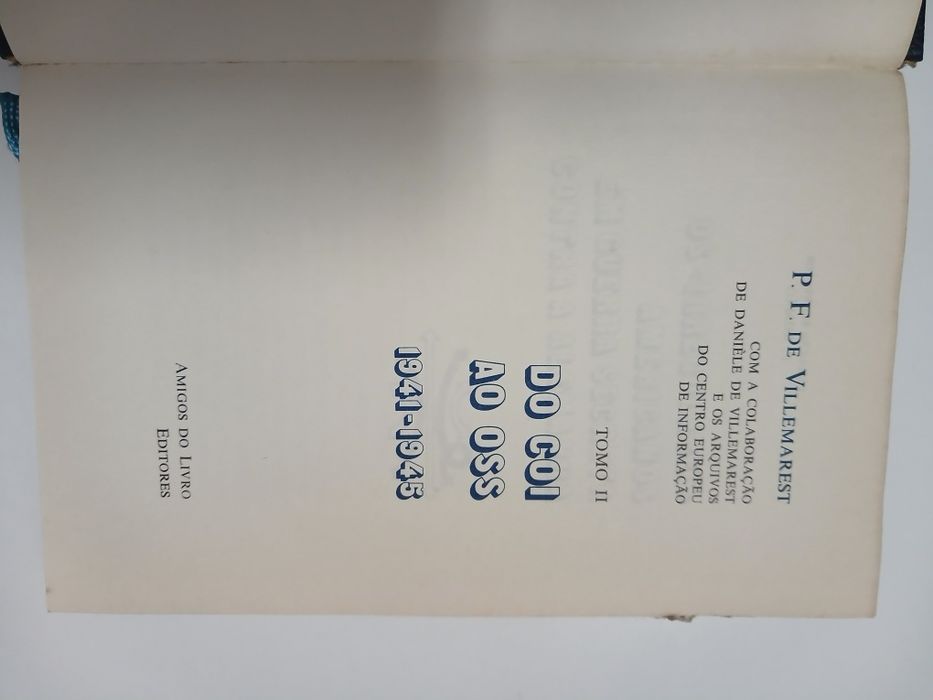 P. F. DE VILLEMAREST
COM A COLABORAÇÃO
DE DANIÈLE DE VILLEMAREST
E OS ARQUIVOS
DO CENTRO EUROPEU
DE INFORMAÇÃO
TOMO II
DO COI
AO OSS
1941-1945
AMIGOS DO LIVRO
EDITORES